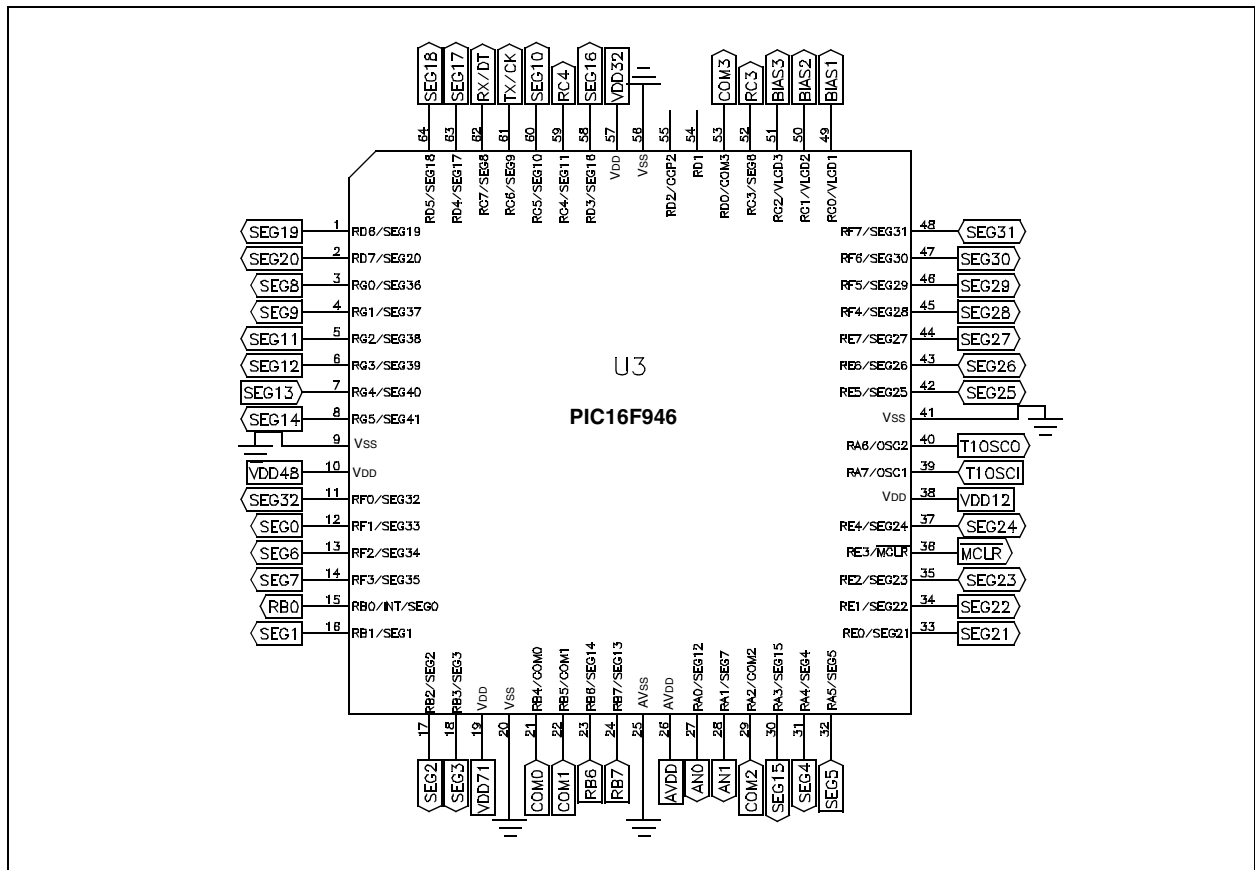 SEG18 SEG17 RX/DT TX/CK SEG10 RC4 SEG16 VDD32 COM3 RC3 BIAS3 BIAS2 BIAS1
64 63 62 61 60 59 58 57 56 55 54 53 52 51 50 49
RD5/SEG18 RD4/SEG17 RC7/SEG8 RC6/SEG9 RC5/SEG10 RC4/SEG11 RD3/SEG16 VDD VSS RD2/CCP2 RD1 RD0/COM3 RC3/SEG6 RC2/VLCD3 RC1/VLCD2 RC0/VLCD1
SEG19 1 RD6/SEG19 RF7/SEG31 48 SEG31
SEG20 2 RD7/SEG20 RF6/SEG30 47 SEG30
SEG8 3 RG0/SEG36 RF5/SEG29 46 SEG29
SEG9 4 RG1/SEG37 RF4/SEG28 45 SEG28
SEG11 5 RG2/SEG38 RE7/SEG27 44 SEG27
SEG12 6 RG3/SEG39 RE6/SEG26 43 SEG26
U3
SEG13 7 RG4/SEG40 RE5/SEG25 42 SEG25
SEG14 8 RG5/SEG41 VSS 41
PIC16F946
9 VSS RA6/OSC2 40 T1OSCO
VDD48 10 VDD RA7/OSC1 39 T1OSCI
SEG32 11 RF0/SEG32 VDD 38 VDD12
SEG0 12 RF1/SEG33 RE4/SEG24 37 SEG24
SEG6 13 RF2/SEG34 RE3/MCLR 36 MCLR
SEG7 14 RF3/SEG35 RE2/SEG23 35 SEG23
RB0 15 RB0/INT/SEG0 RE1/SEG22 34 SEG22
SEG1 16 RB1/SEG1 RE0/SEG21 33 SEG21
RB2/SEG2 RB3/SEG3 VDD VSS RB4/COM0 RB5/COM1 RB6/SEG14 RB7/SEG13 AVSS AVDD RA0/SEG12 RA1/SEG7 RA2/COM2 RA3/SEG15 RA4/SEG4 RA5/SEG5
17 18 19 20 21 22 23 24 25 26 27 28 29 30 31 32
SEG2 SEG3 VDD71 COM0 COM1 RB6 RB7 AVDD AN0 AN1 COM2 SEG15 SEG4 SEG5